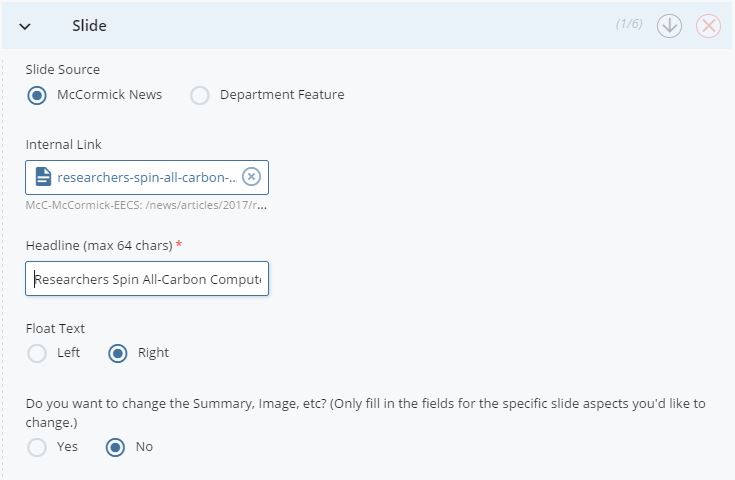 Slide (1/6)
Slide Source
McCormick News Department Feature
Internal Link
researchers-spin-all-carbon-...
McC-McCormick-EECS: /news/articles/2017/r...
Headline (max 64 chars) *
Researchers Spin All-Carbon Compute
Float Text
Left Right
Do you want to change the Summary, Image, etc? (Only fill in the fields for the specific slide aspects you'd like to
change.)
Yes No